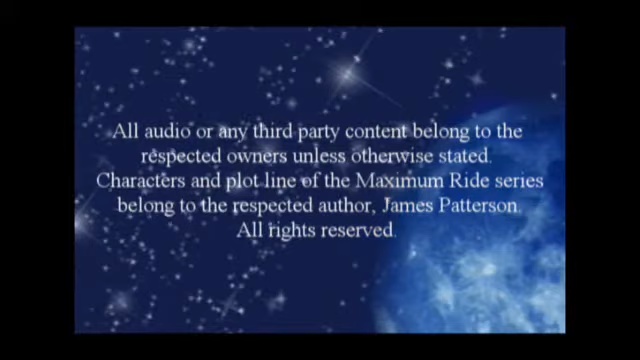 All audio or any third party content belong to the
respected owners unless otherwise stated.
Characters and plot line of the Maximum Ride series
belong to the respected author, James Patterson.
All rights reserved.